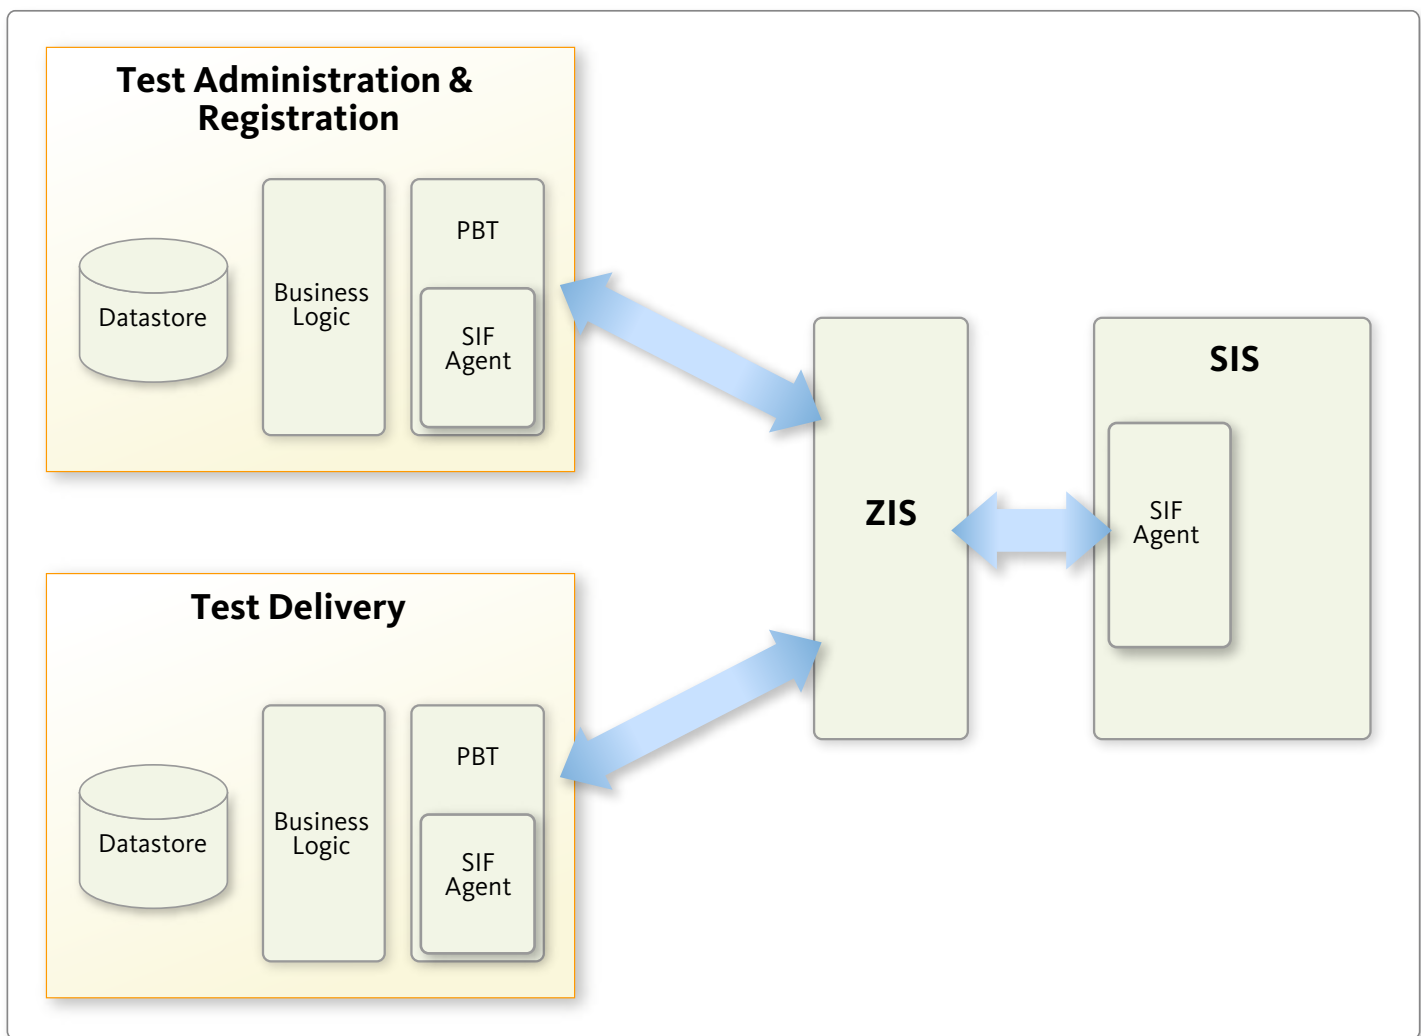 Test Administration &
Registration
Datastore
Business
Logic
PBT
SIF
Agent
ZIS
SIS
SIF
Agent
Test Delivery
Datastore
Business
Logic
PBT
SIF
Agent